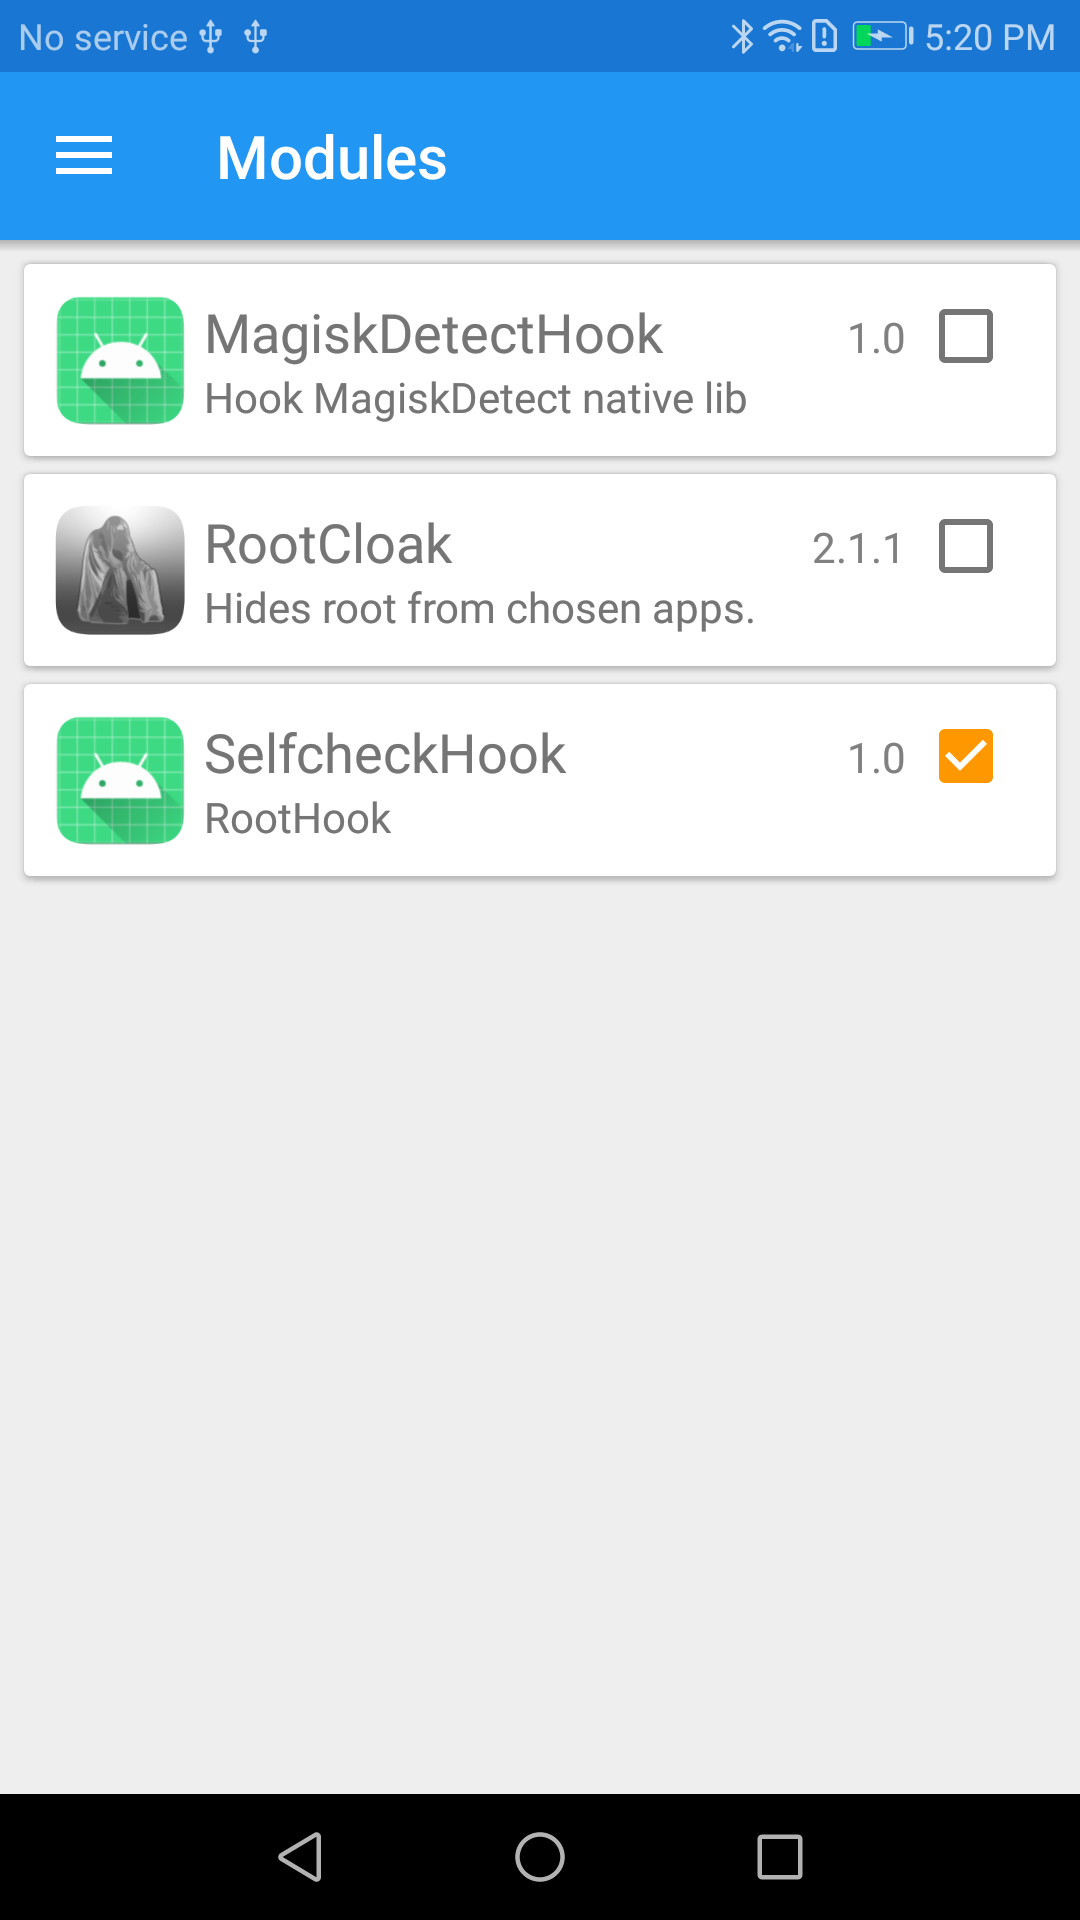 No service 5:20 PM
Modules
MagiskDetectHook 1.0
Hook MagiskDetect native lib
RootCloak 2.1.1
Hides root from chosen apps.
SelfcheckHook 1.0
RootHook